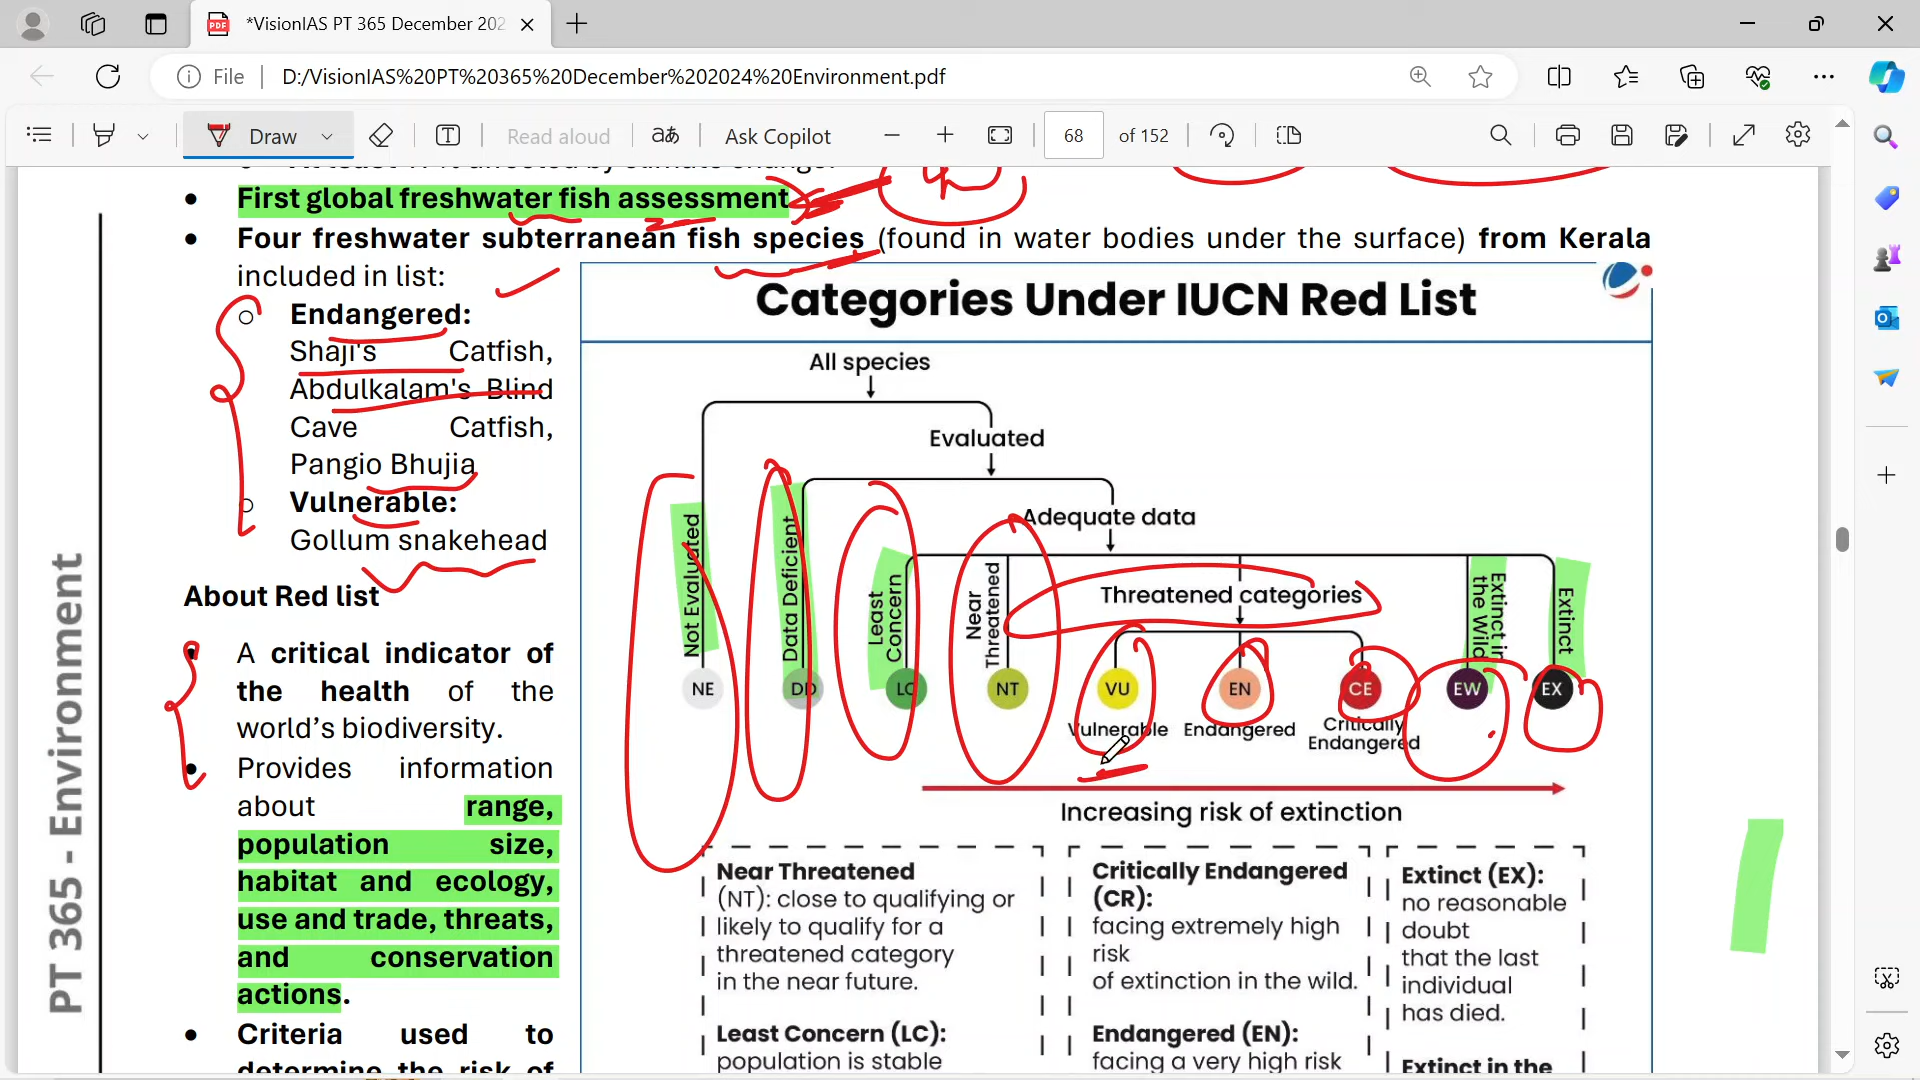 *VisionIAS PT 365 December 202
File
D:/VisionIAS%20PT%20365%20December%202024%20Environment.pdf
Draw
Read aloud
Ask Copilot
68
of 152
First global freshwater fish assessment
Four freshwater subterranean fish species (found in water bodies under the surface) from Kerala
included in list:
Endangered:
Shaji's Catfish,
Abdulkalam's Blind
Cave Catfish,
Pangio Bhujia
Vulnerable:
Gollum snakehead
About Red list
A critical indicator of
the health of the
world's biodiversity.
Provides information
about range,
population size,
habitat and ecology,
use and trade, threats,
and conservation
actions.
Criteria used to
determine the risk of
Categories Under IUCN Red List
All species
Evaluated
Adequate data
Threatened categories
Not Evaluated
Data Deficient
Least
Concern
Near
Threatened
Extinct in
the Wild
Extinct
NE
DD
LC
NT
VU
EN
CE
EW
EX
Vulnerable
Endangered
Critically
Endangered
Increasing risk of extinction
Near Threatened
(NT): close to qualifying or
likely to qualify for a
threatened category
in the near future.
Least Concern (LC):
population is stable
Critically Endangered
(CR):
facing extremely high
risk
of extinction in the wild.
Endangered (EN):
facing a very high risk
Extinct (EX):
no reasonable
doubt
that the last
individual
has died.
Extinct in the
PT 365 - Environment